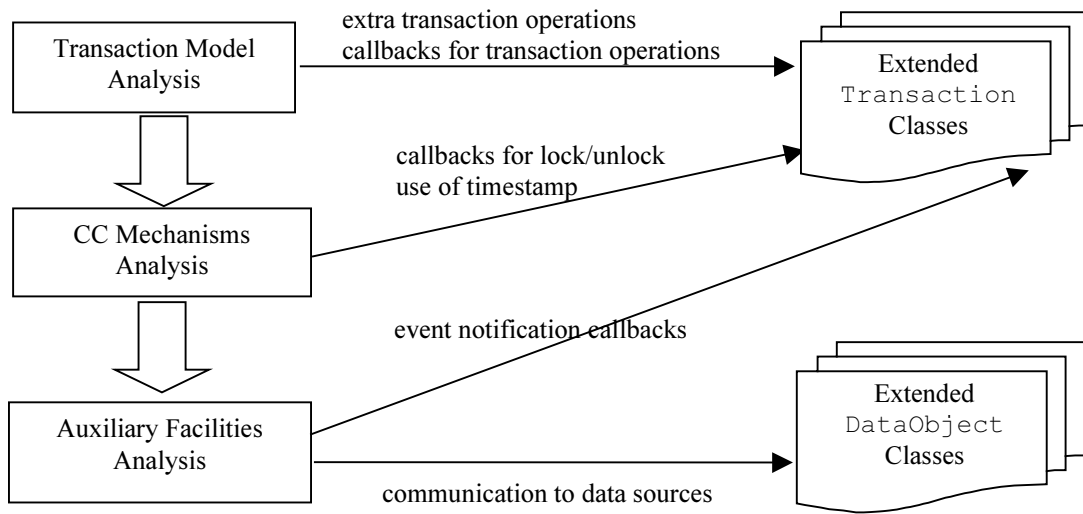 extra transaction operations
callbacks for transaction operations
Transaction Model
Analysis
Extended
Transaction
Classes
callbacks for lock/unlock
use of timestamp
CC Mechanisms
Analysis
event notification callbacks
Auxiliary Facilities
Analysis
Extended
DataObject
Classes
communication to data sources